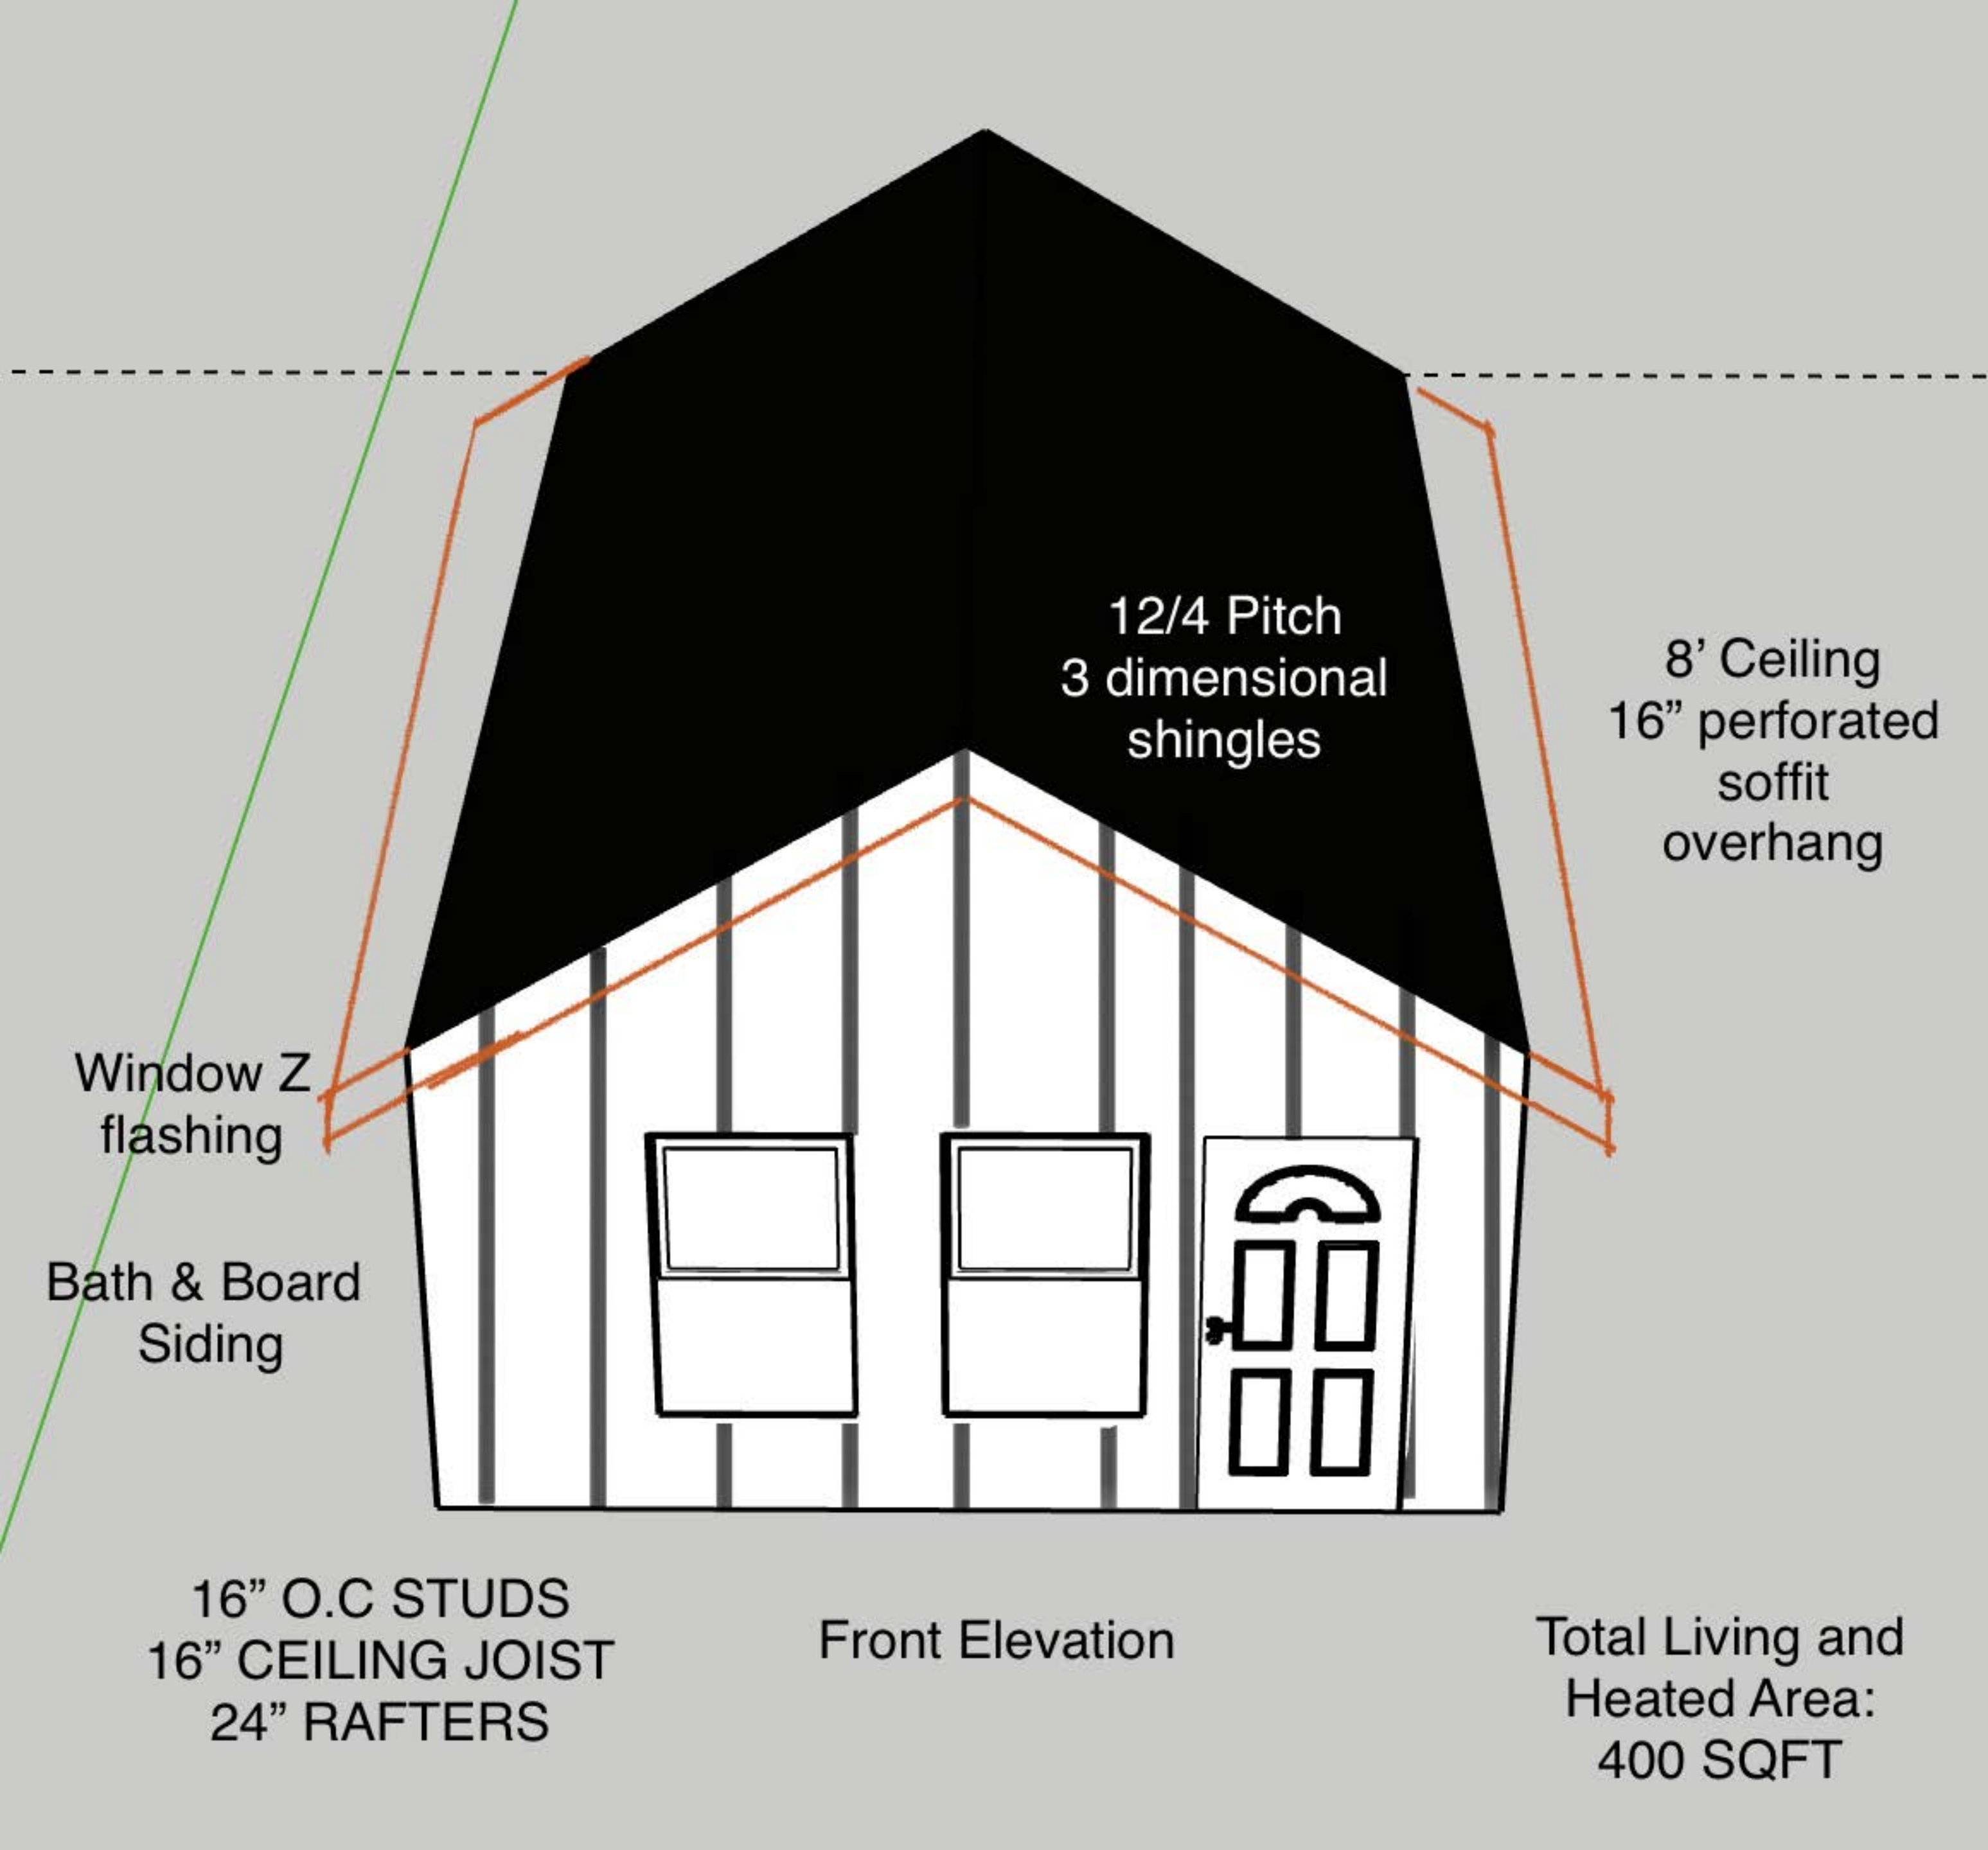 12/4 Pitch
3 dimensional
shingles
8’ Ceiling
16” perforated
soffit
overhang
Window Z
flashing
Bath & Board
Siding
16” O.C STUDS
16” CEILING JOIST
24” RAFTERS
Front Elevation
Total Living and
Heated Area:
400 SQFT